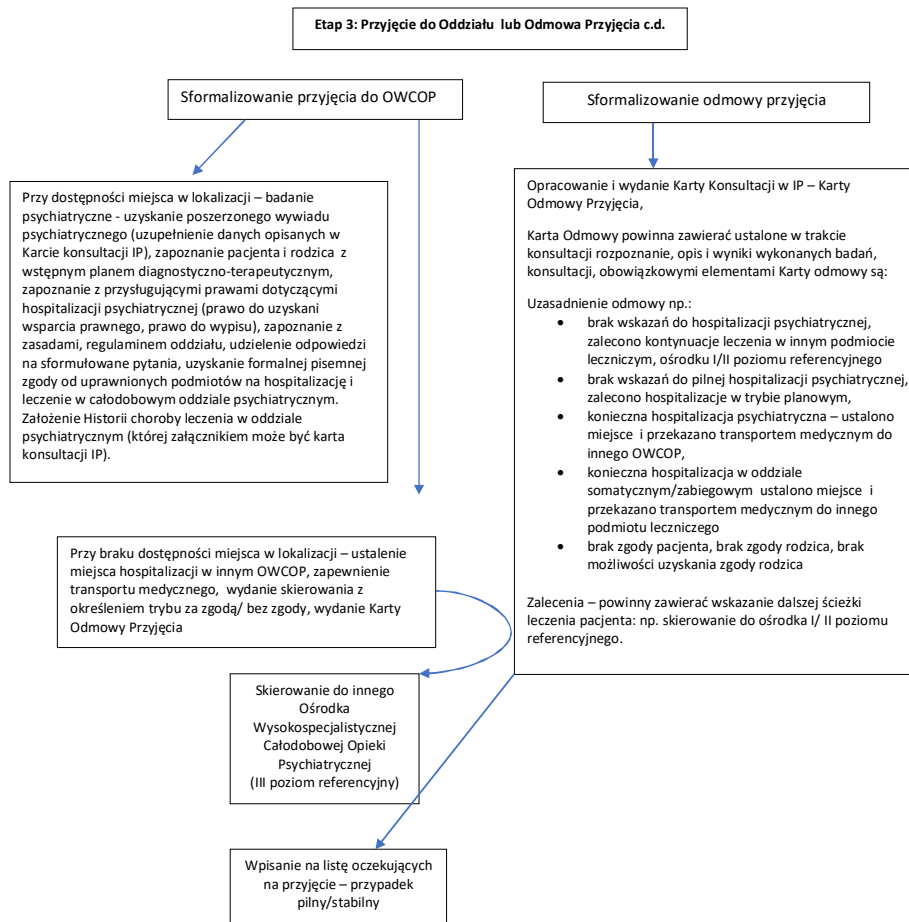 Etap 3: Przyjęcie do Oddziału lub Odmowa Przyjęcia c.d.
Sformalizowanie przyjęcia do OWCOP
Sformalizowanie odmowy przyjęcia
Przy dostępności miejsca w lokalizacji – badanie
psychiatryczne - uzyskanie poszerzonego wywiadu
psychiatrycznego (uzupełnienie danych opisanych w
Karcie konsultacji IP), zapoznanie pacjenta i rodzica z
wstępnym planem diagnostyczno-terapeutycznym,
zapoznanie z przysługującymi prawami dotyczącymi
hospitalizacji psychiatrycznej (prawo do uzyskani
wsparcia prawnego, prawo do wypisu), zapoznanie z
zasadami, regulaminem oddziału, udzielenie odpowiedzi
na sformułowane pytania, uzyskanie formalnej pisemnej
zgody od uprawnionych podmiotów na hospitalizację i
leczenie w całodobowym oddziale psychiatrycznym.
Założenie Historii choroby leczenia w oddziale
psychiatrycznym (której załącznikiem może być karta
konsultacji IP).
Opracowanie i wydanie Karty Konsultacji w IP – Karty
Odmowy Przyjęcia,
Karta Odmowy powinna zawierać ustalone w trakcie
konsultacji rozpoznanie, opis i wyniki wykonanych badań,
konsultacji, obowiązkowymi elementami Karty odmowy są:
Uzasadnienie odmowy np.:
• brak wskazań do hospitalizacji psychiatrycznej,
zalecono kontynuacje leczenia w innym podmiocie
leczniczym, ośrodku I/II poziomu referencyjnego
• brak wskazań do pilnej hospitalizacji psychiatrycznej,
zalecono hospitalizacje w trybie planowym,
• konieczna hospitalizacja psychiatryczna – ustalono
miejsce i przekazano transportem medycznym do
innego OWCOP,
• konieczna hospitalizacja w oddziale
somatycznym/zabiegowym ustalono miejsce i
przekazano transportem medycznym do innego
podmiotu leczniczego
• brak zgody pacjenta, brak zgody rodzica, brak
możliwości uzyskania zgody rodzica
Zalecenia – powinny zawierać wskazanie dalszej ścieżki
leczenia pacjenta: np. skierowanie do ośrodka I/ II poziomu
referencyjnego.
Przy braku dostępności miejsca w lokalizacji – ustalenie
miejsca hospitalizacji w innym OWCOP, zapewnienie
transportu medycznego, wydanie skierowania z
określeniem trybu za zgodą/ bez zgody, wydanie Karty
Odmowy Przyjęcia
Skierowanie do innego
Ośrodka
Wysokospecjalistycznej
Całodobowej Opieki
Psychiatrycznej
(III poziom referencyjny)
Wpisanie na listę oczekujących
na przyjęcie – przypadek
pilny/stabilny